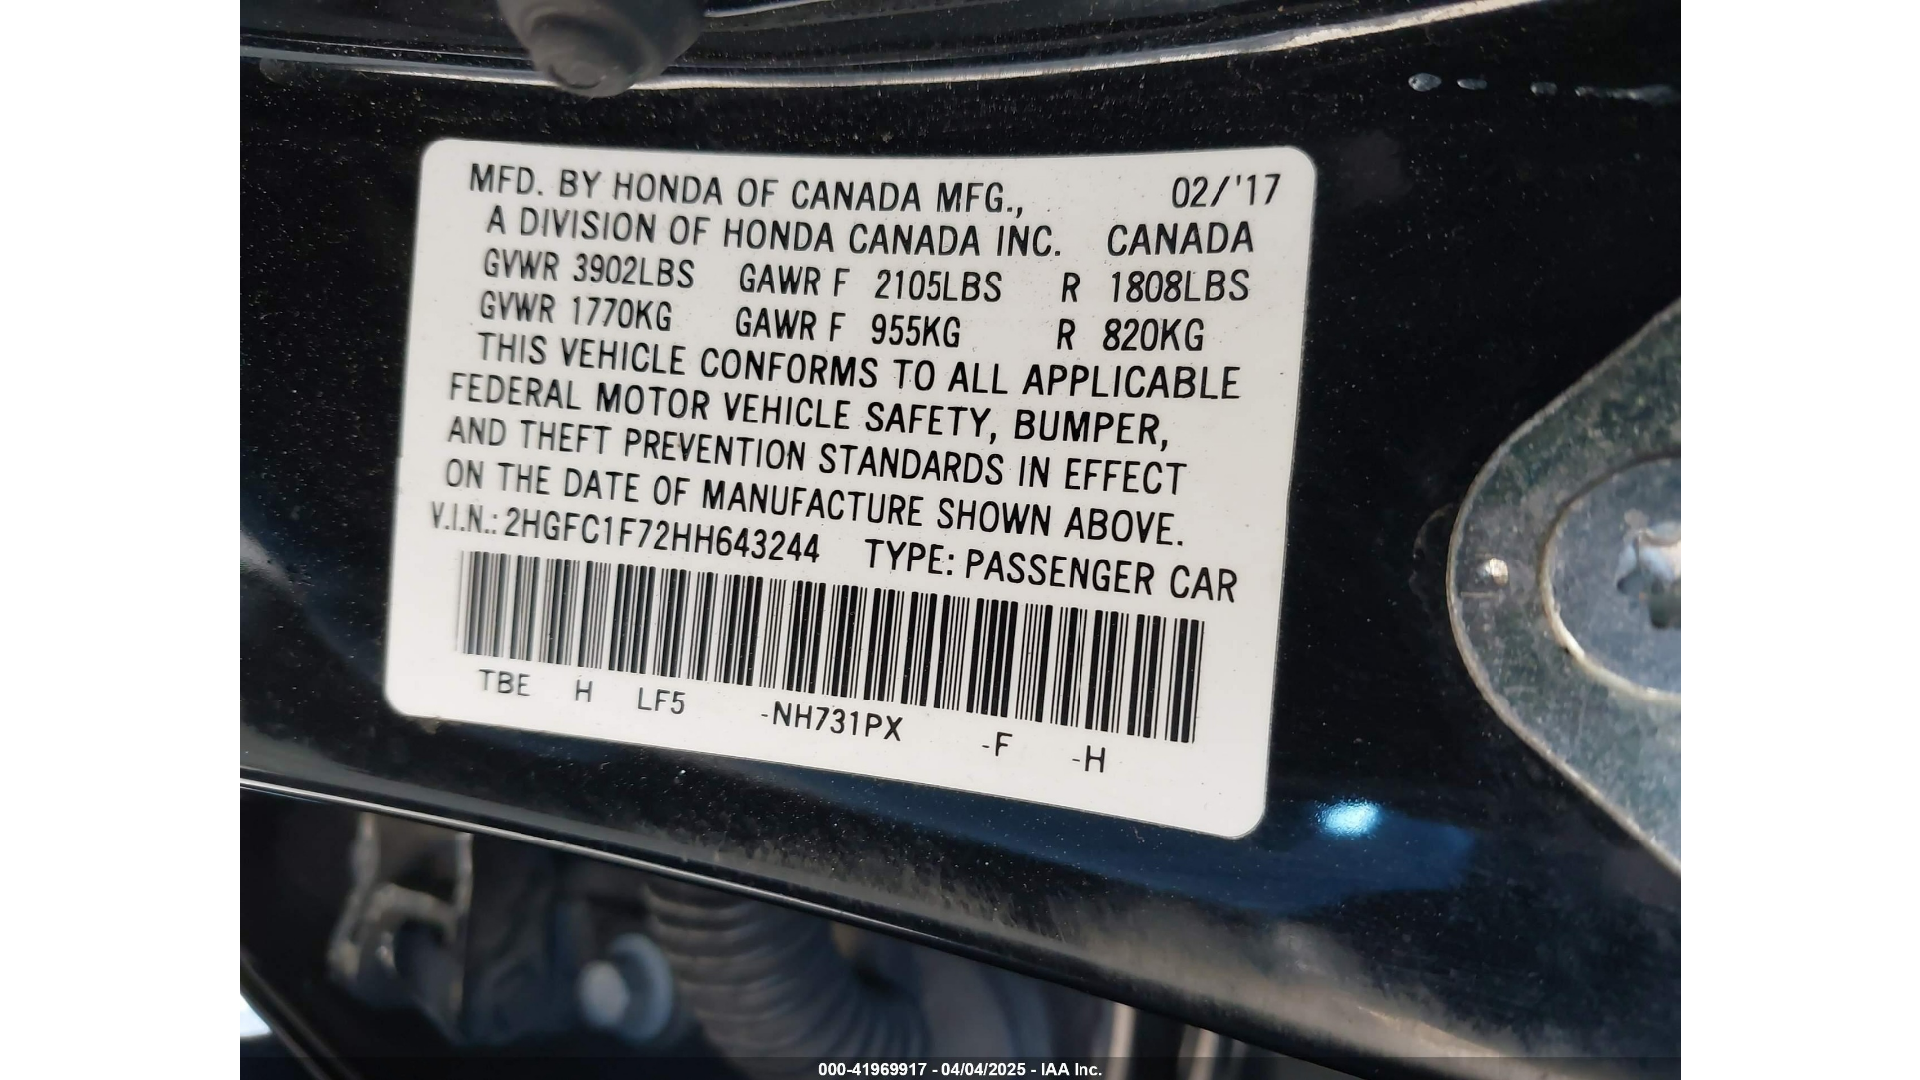 MFD. BY HONDA OF CANADA MFG., 02/'17
A DIVISION OF HONDA CANADA INC. CANADA
GVWR 3902LBS GAWR F 2105LBS R 1808LBS
GVWR 1770KG GAWR F 955KG R 820KG
THIS VEHICLE CONFORMS TO ALL APPLICABLE
FEDERAL MOTOR VEHICLE SAFETY, BUMPER,
AND THEFT PREVENTION STANDARDS IN EFFECT
ON THE DATE OF MANUFACTURE SHOWN ABOVE.
V.I.N.: 2HGFC1F72HH643244 TYPE: PASSENGER CAR
TBE H LF5 -NH731PX -F -H
000-41969917 - 04/04/2025 - IAA Inc.